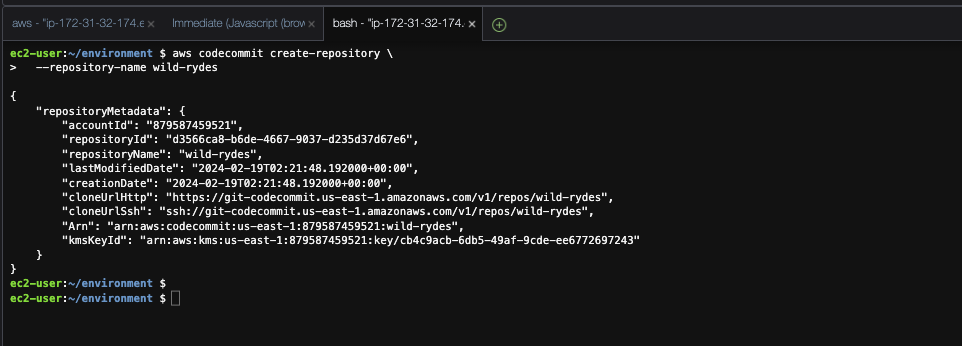 aws - "ip-172-31-32-174.e × Immediate (Javascript (brow × bash - "ip-172-31-32-174. ×
ec2-user:~/environment $ aws codecommit create-repository \
>   --repository-name wild-rydes
{
    "repositoryMetadata": {
        "accountId": "879587459521",
        "repositoryId": "d3566ca8-b6de-4667-9037-d235d37d67e6",
        "repositoryName": "wild-rydes",
        "lastModifiedDate": "2024-02-19T02:21:48.192000+00:00",
        "creationDate": "2024-02-19T02:21:48.192000+00:00",
        "cloneUrlHttp": "https://git-codecommit.us-east-1.amazonaws.com/v1/repos/wild-rydes",
        "cloneUrlSsh": "ssh://git-codecommit.us-east-1.amazonaws.com/v1/repos/wild-rydes",
        "Arn": "arn:aws:codecommit:us-east-1:879587459521:wild-rydes",
        "kmsKeyId": "arn:aws:kms:us-east-1:879587459521:key/cb4c9acb-6db5-49af-9cde-ee6772697243"
    }
}
ec2-user:~/environment $
ec2-user:~/environment $